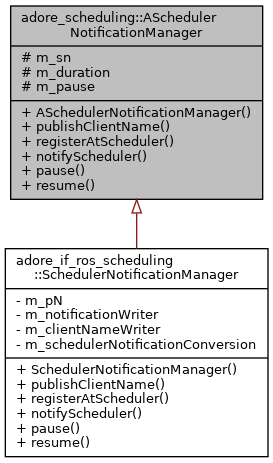 adore_scheduling::AScheduler
NotificationManager
# m_sn
# m_duration
# m_pause
+ ASchedulerNotificationManager()
+ publishClientName()
+ registerAtScheduler()
+ notifyScheduler()
+ pause()
+ resume()
adore_if_ros_scheduling
::SchedulerNotificationManager
- m_pN
- m_notificationWriter
- m_clientNameWriter
- m_schedulerNotificationConversion
+ SchedulerNotificationManager()
+ publishClientName()
+ registerAtScheduler()
+ notifyScheduler()
+ pause()
+ resume()